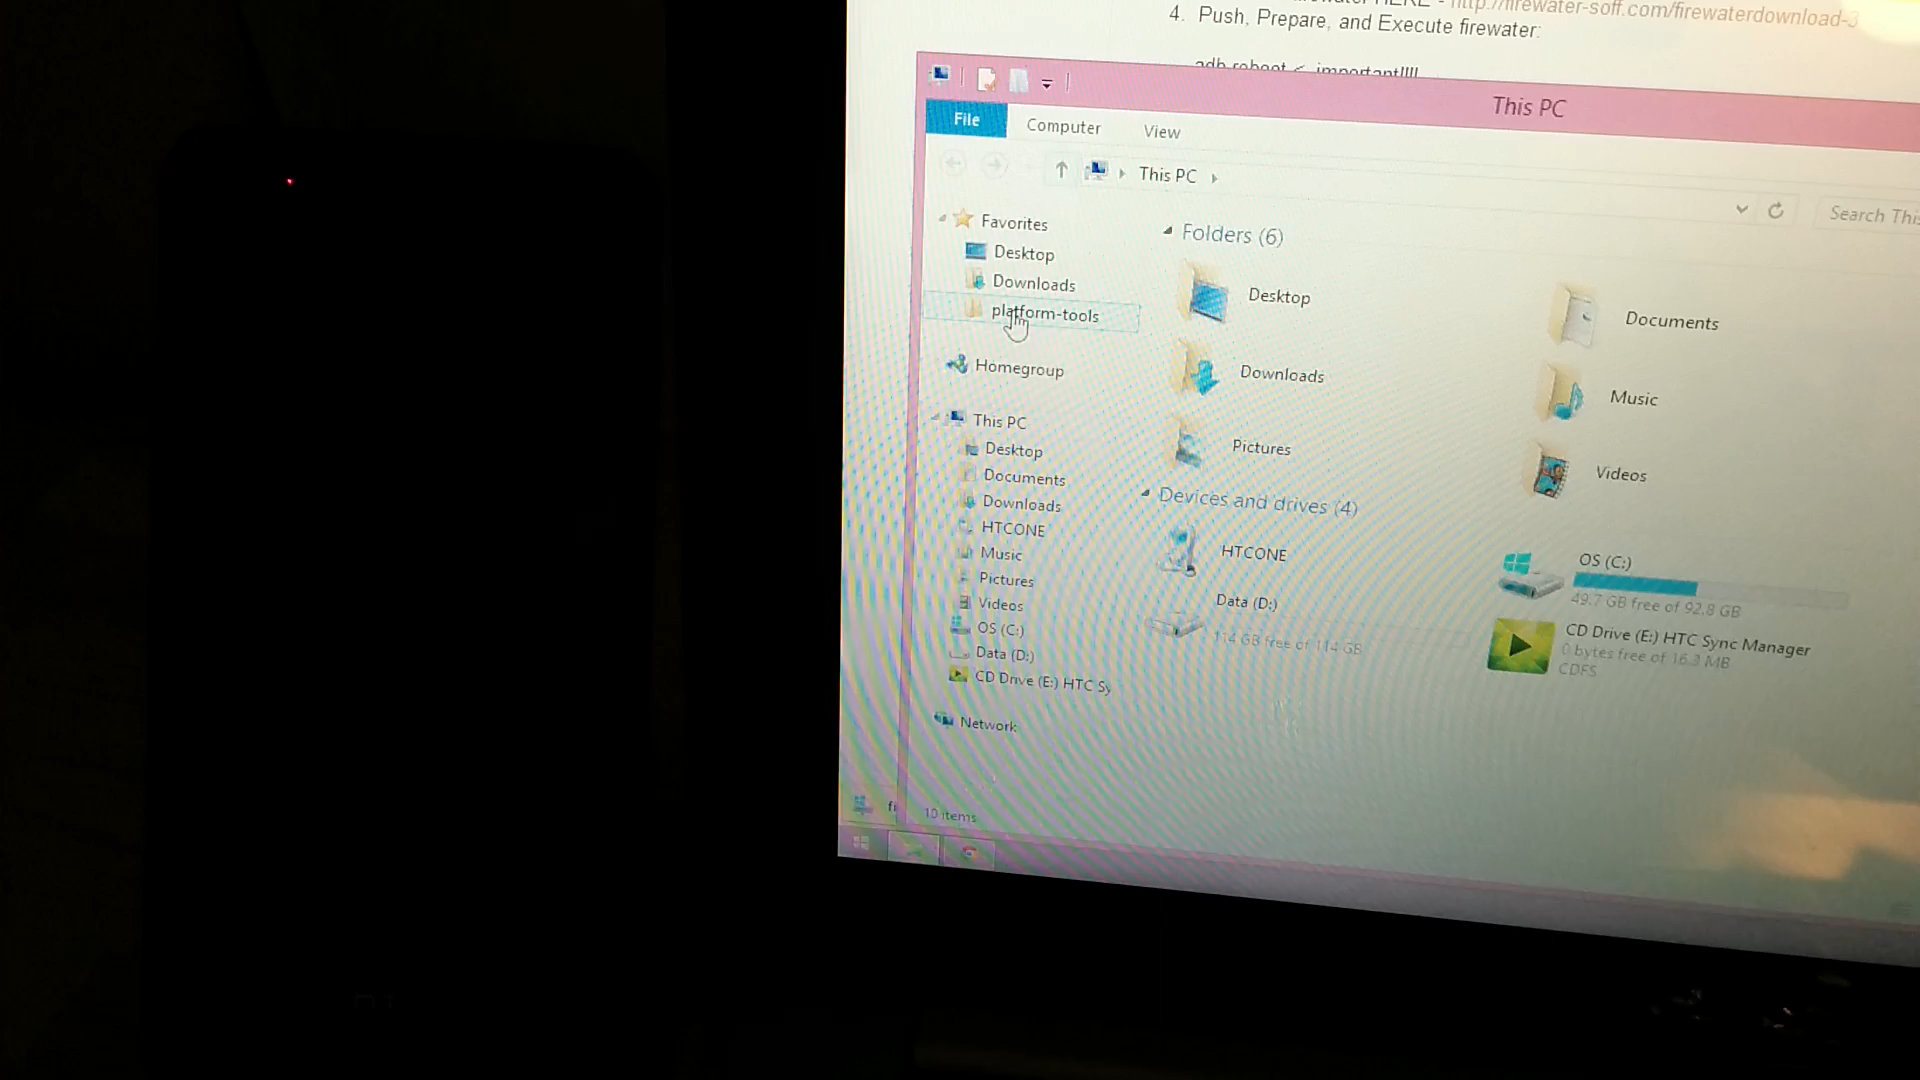 HERE - http://firewater-soff.com/firewaterdownload-3
4. Push, Prepare, and Execute firewater:
adb reboot < important!!!!
This PC
File
Computer
View
This PC
Search This
Favorites
Desktop
Downloads
platform-tools
Homegroup
This PC
Desktop
Documents
Downloads
HTCONE
Music
Pictures
Videos
OS (C:)
Data (D:)
CD Drive (E:) HTC Sy
Network
Folders (6)
Desktop
Documents
Downloads
Music
Pictures
Videos
Devices and drives (4)
HTCONE
OS (C:)
49.7 GB free of 92.8 GB
Data (D:)
114 GB free of 114 GB
CD Drive (E:) HTC Sync Manager
0 bytes free of 16.3 MB
CDFS
10 items